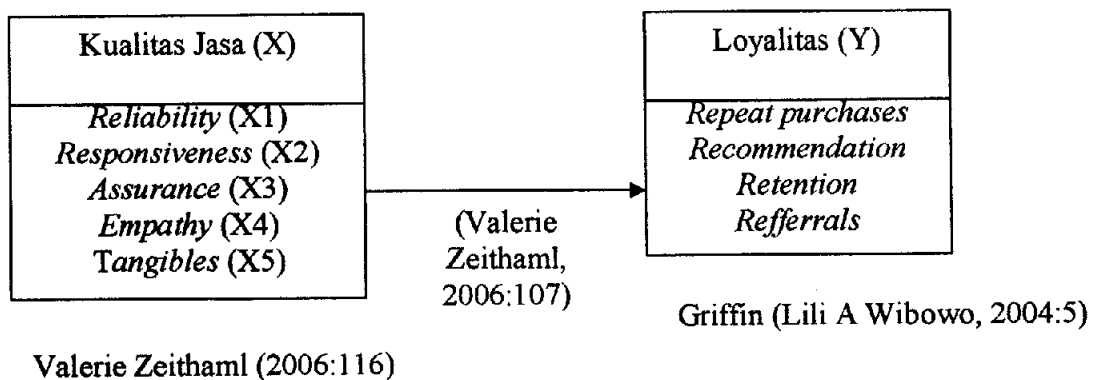 Kualitas Jasa (X)
Reliability (X1)
Responsiveness (X2)
Assurance (X3)
Empathy (X4)
Tangibles (X5)
(Valerie
Zeithaml,
2006:107)
Loyalitas (Y)
Repeat purchases
Recommendation
Retention
Refferrals
Griffin (Lili A Wibowo, 2004:5)
Valerie Zeithaml (2006:116)